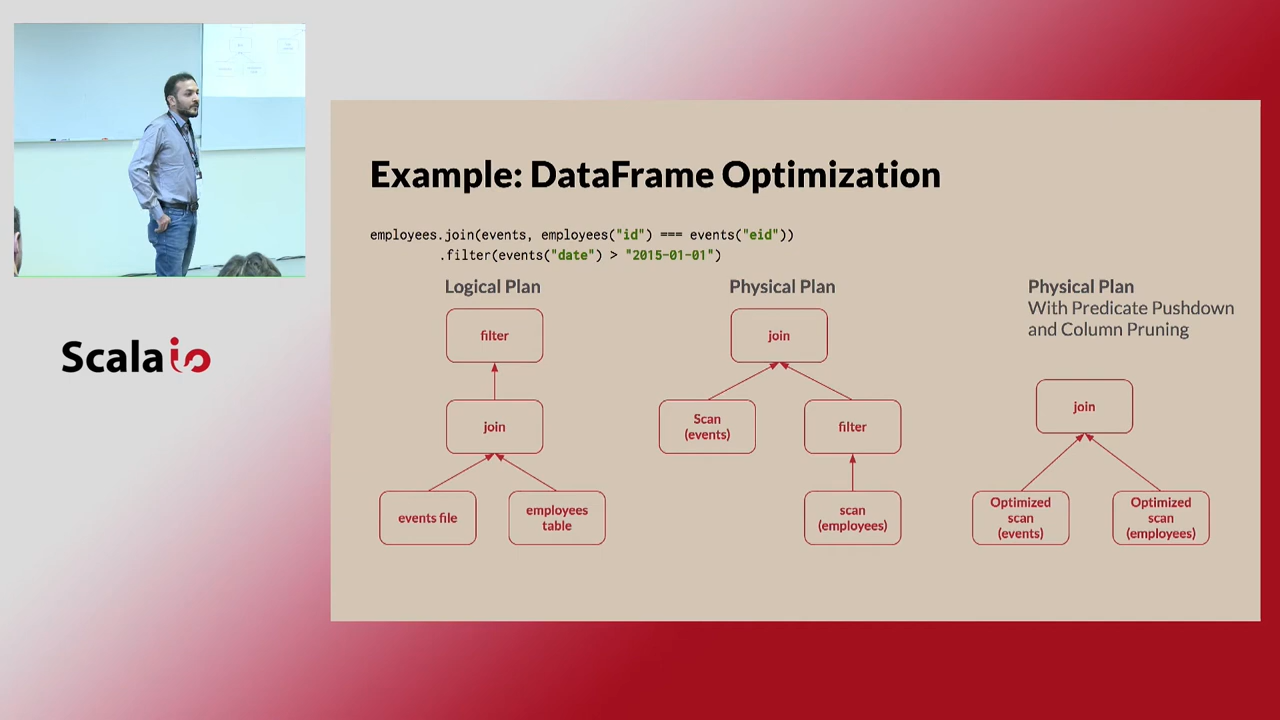 Example: DataFrame Optimization
employees.join(events, employees("id") === events("eid"))
.filter(events("date") > "2015-01-01")
Logical Plan
filter
join
events file
employees
table
Physical Plan
join
Scan
(events)
filter
scan
(employees)
Physical Plan
With Predicate Pushdown
and Column Pruning
join
Optimized
scan
(events)
Optimized
scan
(employees)
Scala io